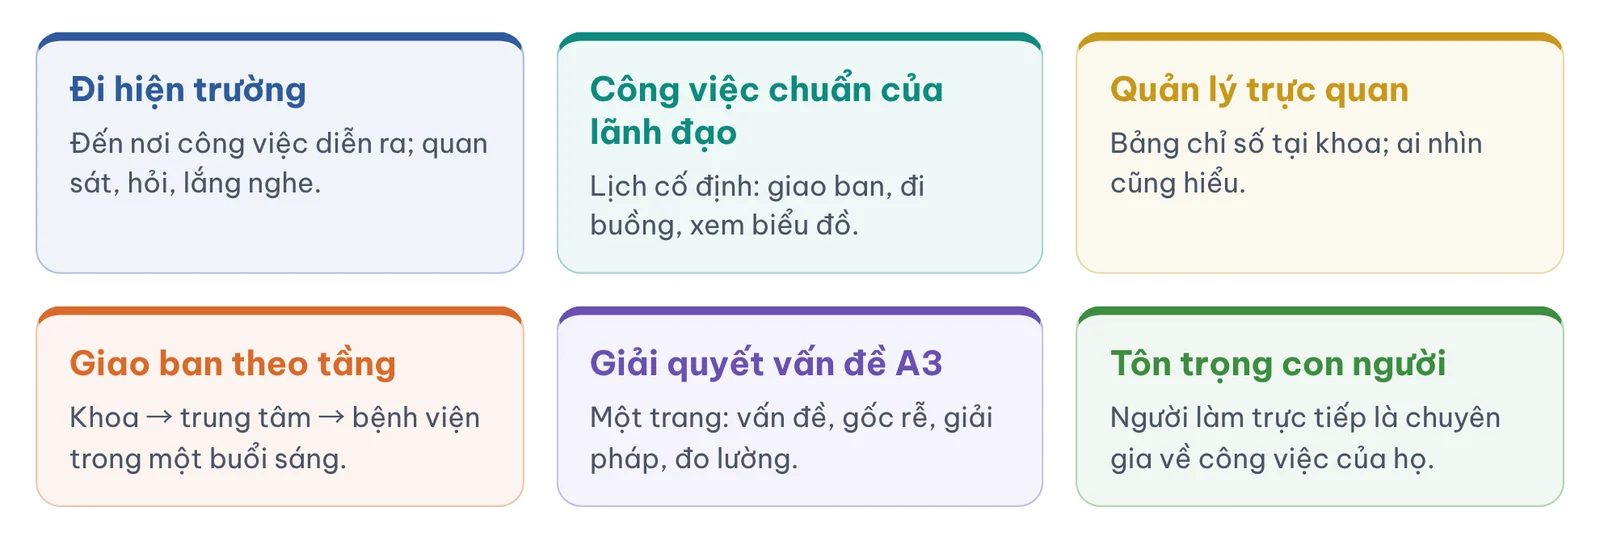 Đi hiện trường
Đến nơi công việc diễn ra; quan
sát, hỏi, lắng nghe.
Công việc chuẩn của
lãnh đạo
Lịch cố định: giao ban, đi
buồng, xem biểu đồ.
Quản lý trực quan
Bảng chỉ số tại khoa; ai nhìn
cũng hiểu.
Giao ban theo tầng
Khoa → trung tâm → bệnh viện
trong một buổi sáng.
Giải quyết vấn đề A3
Một trang: vấn đề, gốc rễ, giải
pháp, đo lường.
Tôn trọng con người
Người làm trực tiếp là chuyên
gia về công việc của họ.